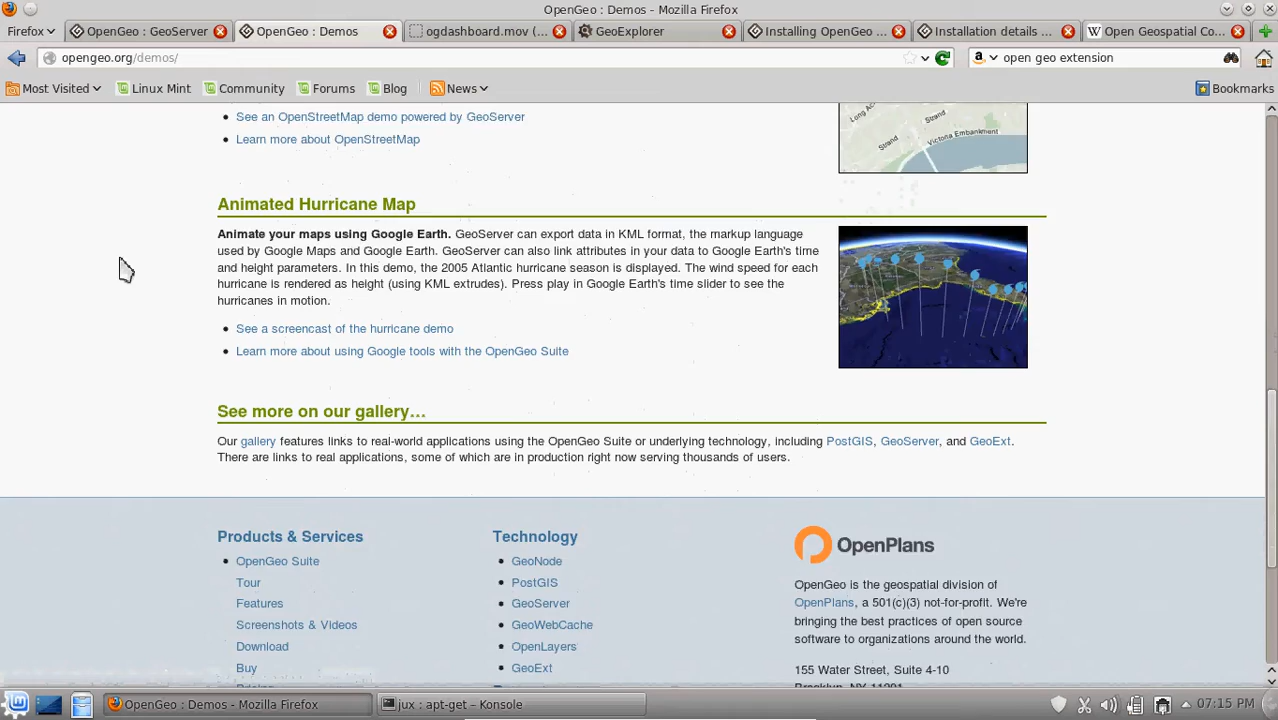 OpenGeo : Demos - Mozilla Firefox
Firefox
OpenGeo : GeoServer
OpenGeo : Demos
ogdashboard.mov (...
GeoExplorer
Installing OpenGeo ...
Installation details ...
Open Geospatial Co...
opengeo.org/demos/
open geo extension
Most Visited
Linux Mint
Community
Forums
Blog
News
Bookmarks
See an OpenStreetMap demo powered by GeoServer
Learn more about OpenStreetMap
Strand
Strand
Victoria Embankment
Animated Hurricane Map
Animate your maps using Google Earth. GeoServer can export data in KML format, the markup language
used by Google Maps and Google Earth. GeoServer can also link attributes in your data to Google Earth's time
and height parameters. In this demo, the 2005 Atlantic hurricane season is displayed. The wind speed for each
hurricane is rendered as height (using KML extrudes). Press play in Google Earth's time slider to see the
hurricanes in motion.
See a screencast of the hurricane demo
Learn more about using Google tools with the OpenGeo Suite
See more on our gallery…
Our gallery features links to real-world applications using the OpenGeo Suite or underlying technology, including PostGIS, GeoServer, and GeoExt.
There are links to real applications, some of which are in production right now serving thousands of users.
Products & Services
OpenGeo Suite
Tour
Features
Screenshots & Videos
Download
Buy
Technology
GeoNode
PostGIS
GeoServer
GeoWebCache
OpenLayers
GeoExt
OpenPlans
OpenGeo is the geospatial division of
OpenPlans, a 501(c)(3) not-for-profit. We're
bringing the best practices of open source
software to organizations around the world.
155 Water Street, Suite 4-10
Brooklyn, NY 11201
OpenGeo : Demos - Mozilla Firefox
jux : apt-get – Konsole
07:15 PM